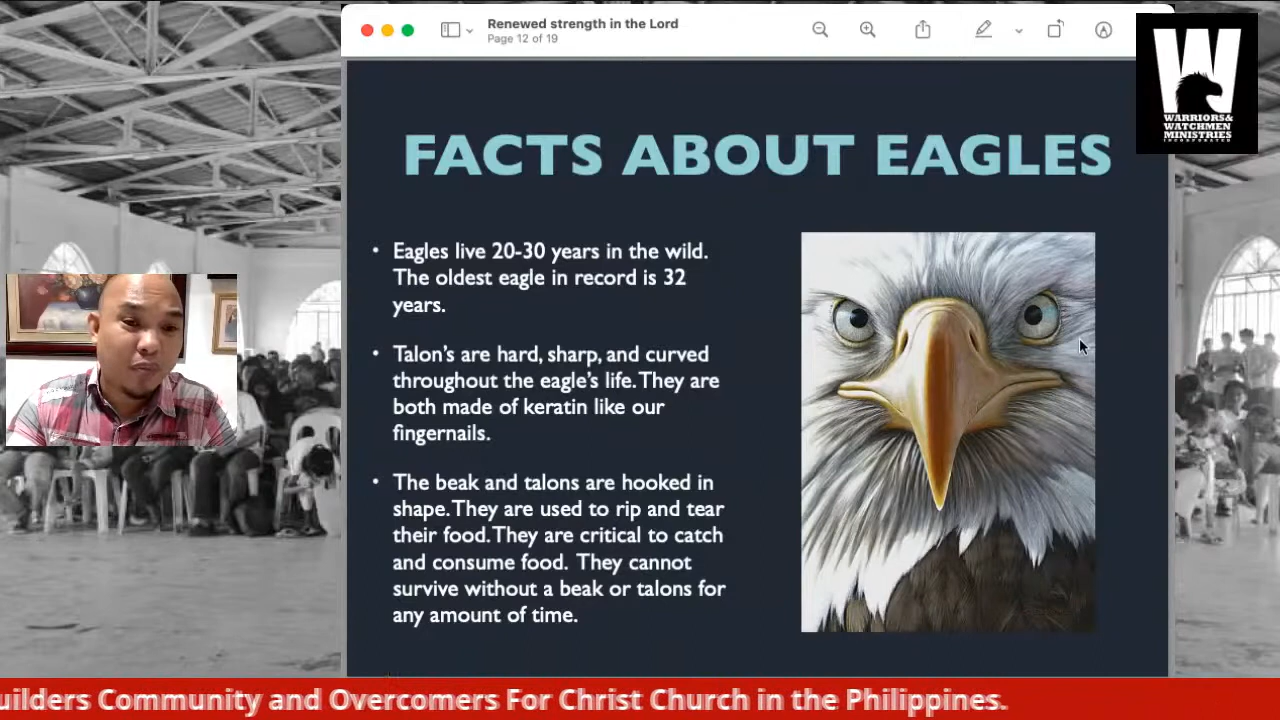 Renewed strength in the Lord
Page 12 of 19
W
WARRIORS&
WATCHMEN
MINISTRIES
INCORPORATED
FACTS ABOUT EAGLES
• Eagles live 20-30 years in the wild.
The oldest eagle in record is 32
years.
• Talon's are hard, sharp, and curved
throughout the eagle's life. They are
both made of keratin like our
fingernails.
• The beak and talons are hooked in
shape. They are used to rip and tear
their food. They are critical to catch
and consume food. They cannot
survive without a beak or talons for
any amount of time.
uilders Community and Overcomers For Christ Church in the Philippines.